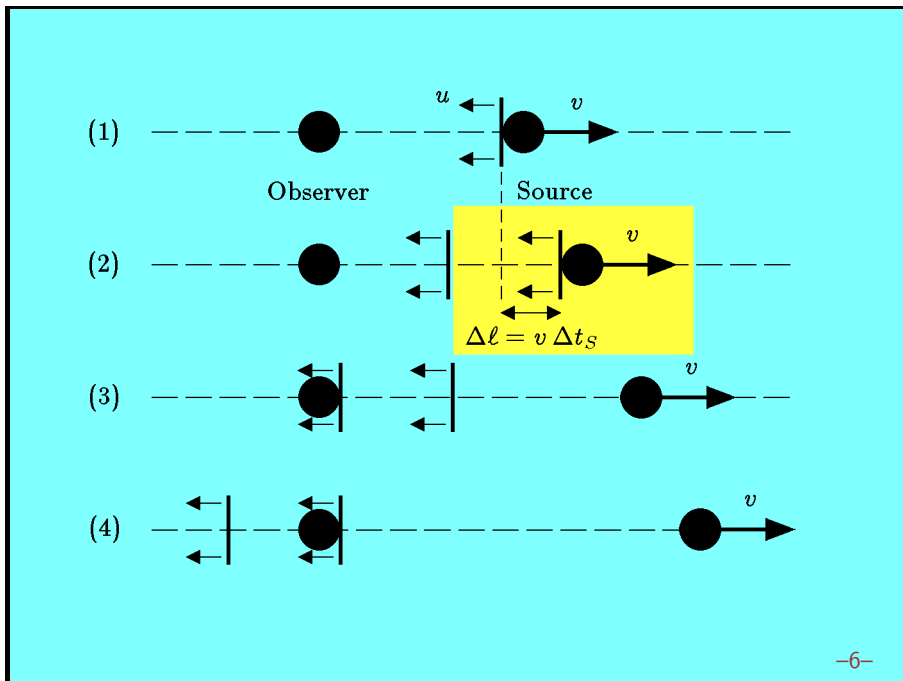 u v
(1)
Observer Source
v
(2)
Δℓ = v Δt_S
v
(3)
v
(4)
–6–